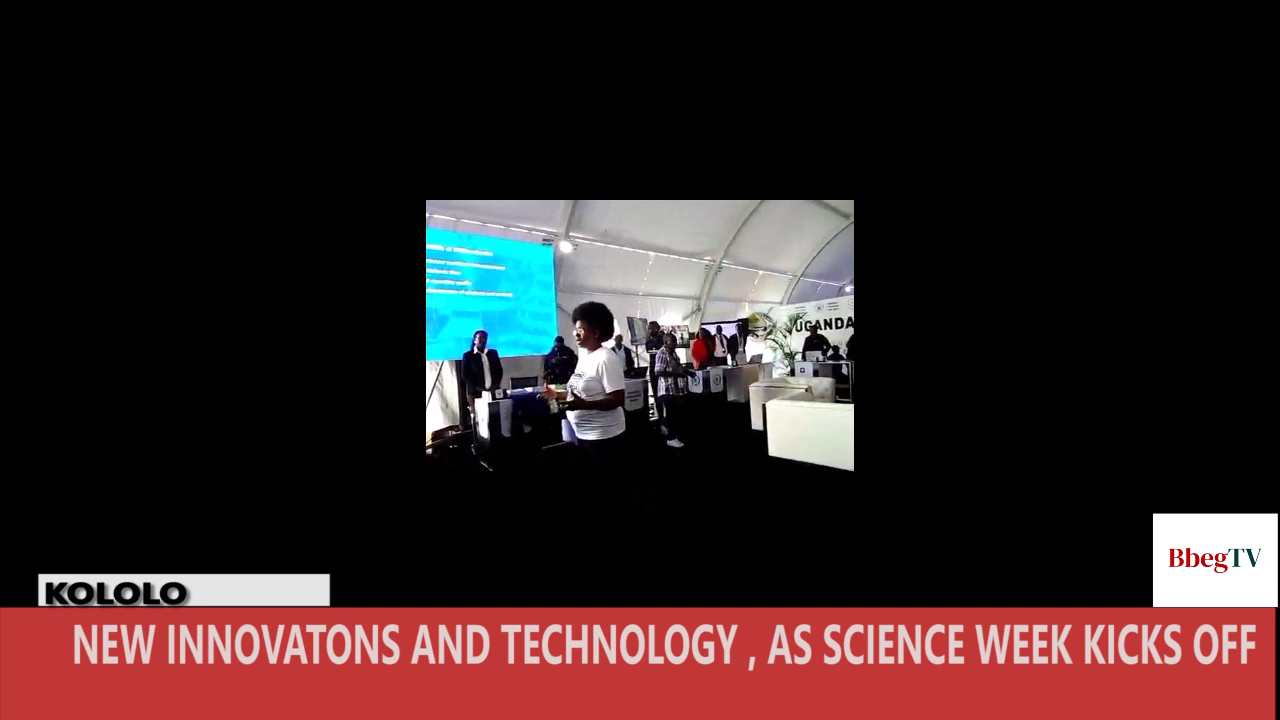 UGANDA
BbegTV
KOLOLO
NEW INNOVATONS AND TECHNOLOGY , AS SCIENCE WEEK KICKS OFF